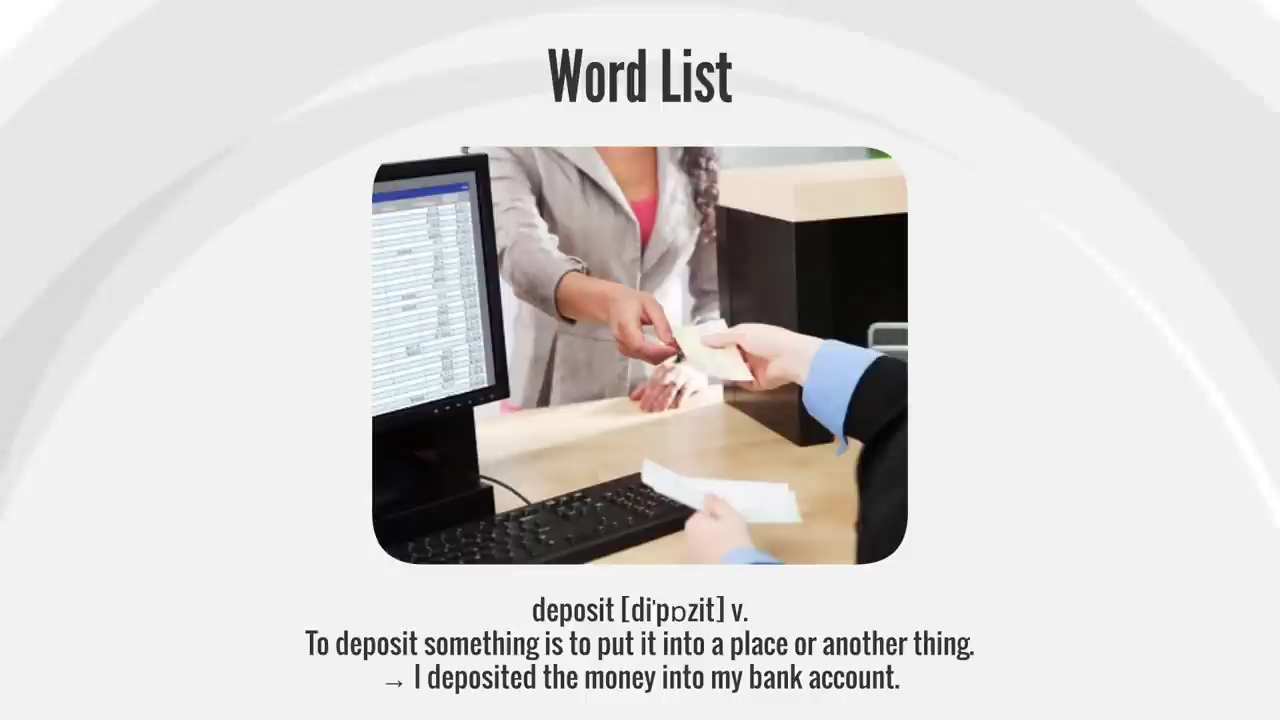 Word List
deposit [diˈpɒzit] v.
To deposit something is to put it into a place or another thing.
→ I deposited the money into my bank account.